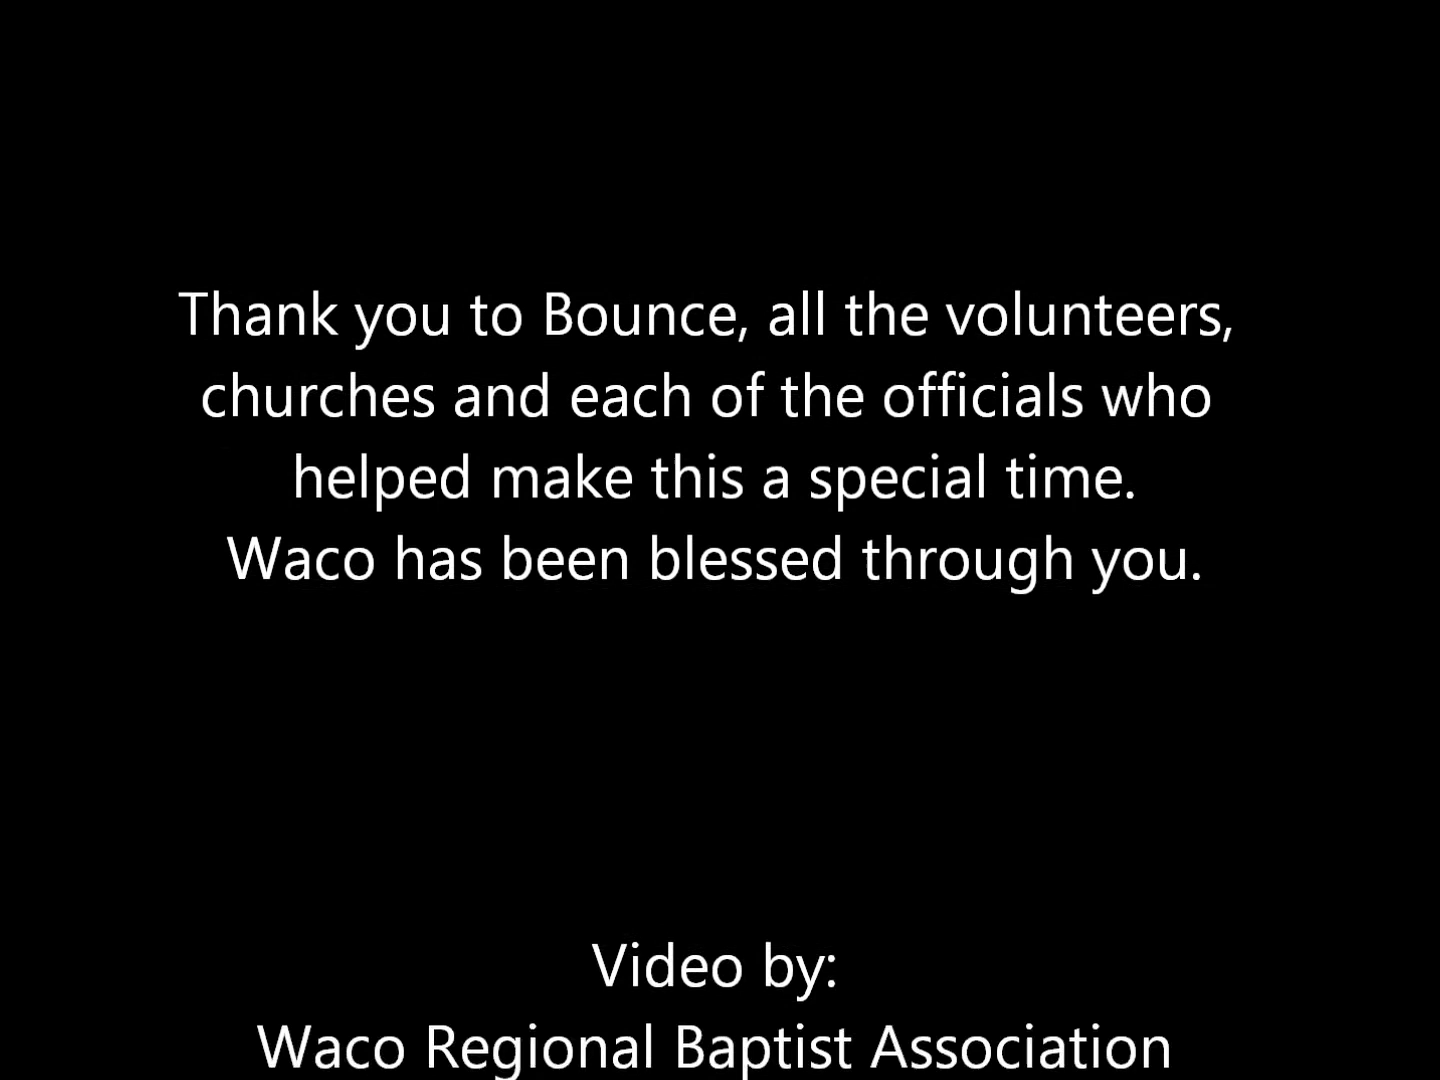 Thank you to Bounce, all the volunteers,
churches and each of the officials who
helped make this a special time.
Waco has been blessed through you.
Video by:
Waco Regional Baptist Association